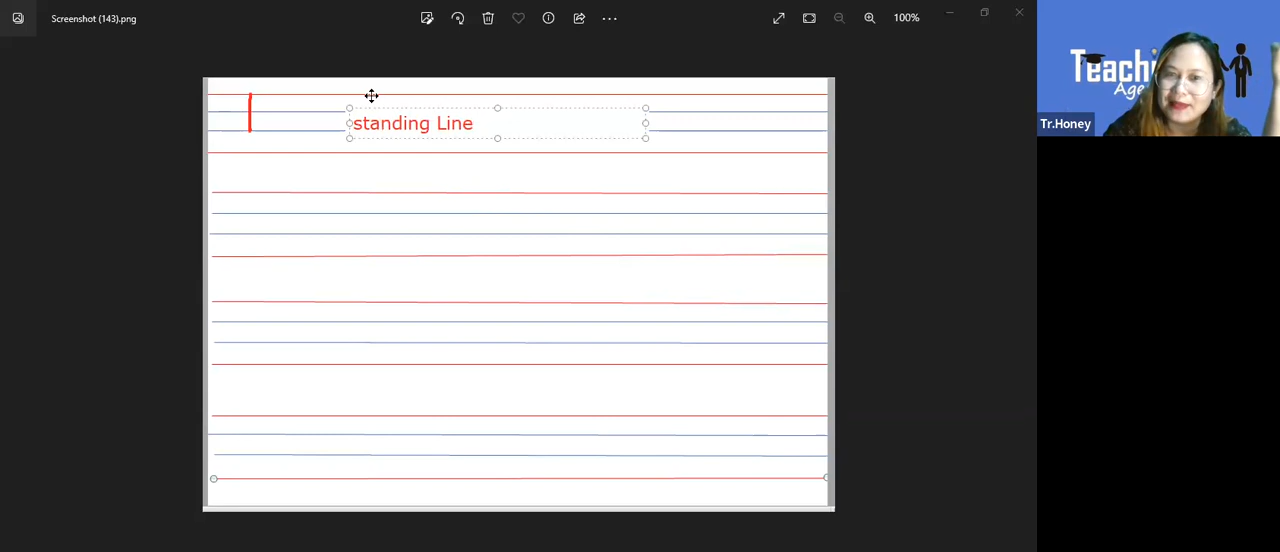 Screenshot (143).png
100%
standing Line
Teachi
Age
Tr.Honey